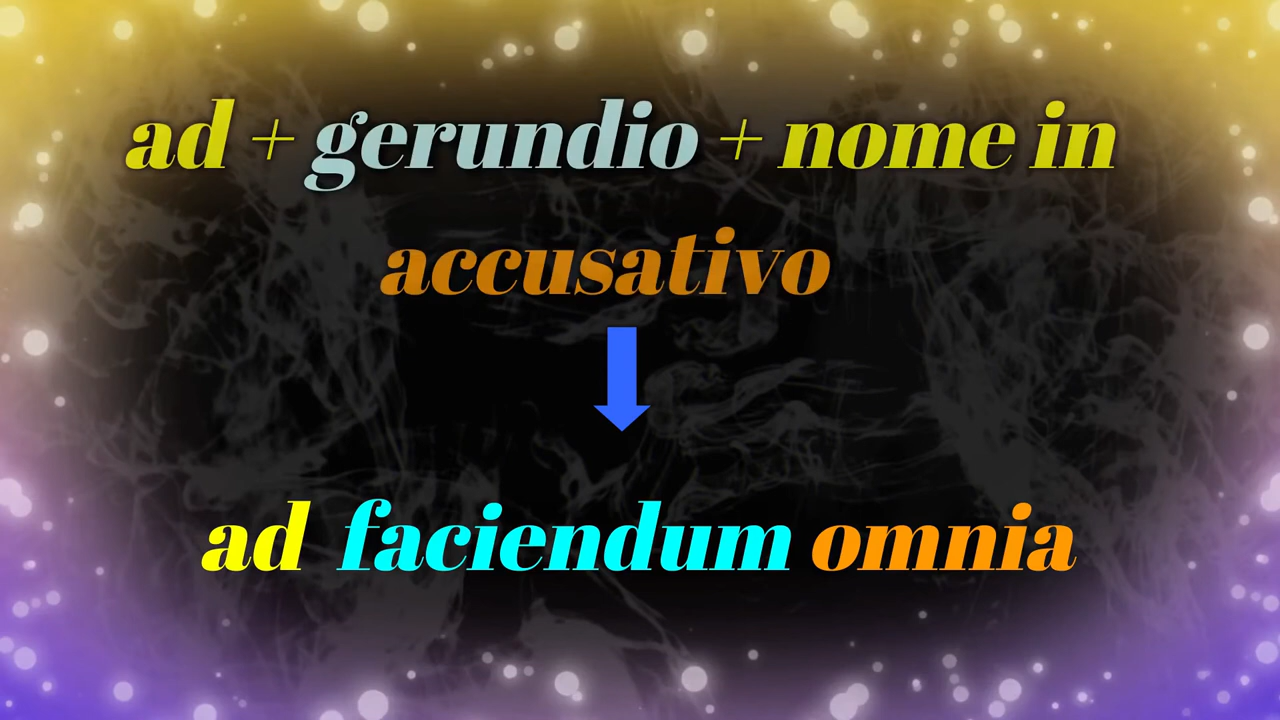 ad + gerundio + nome in
accusativo
ad faciendum omnia